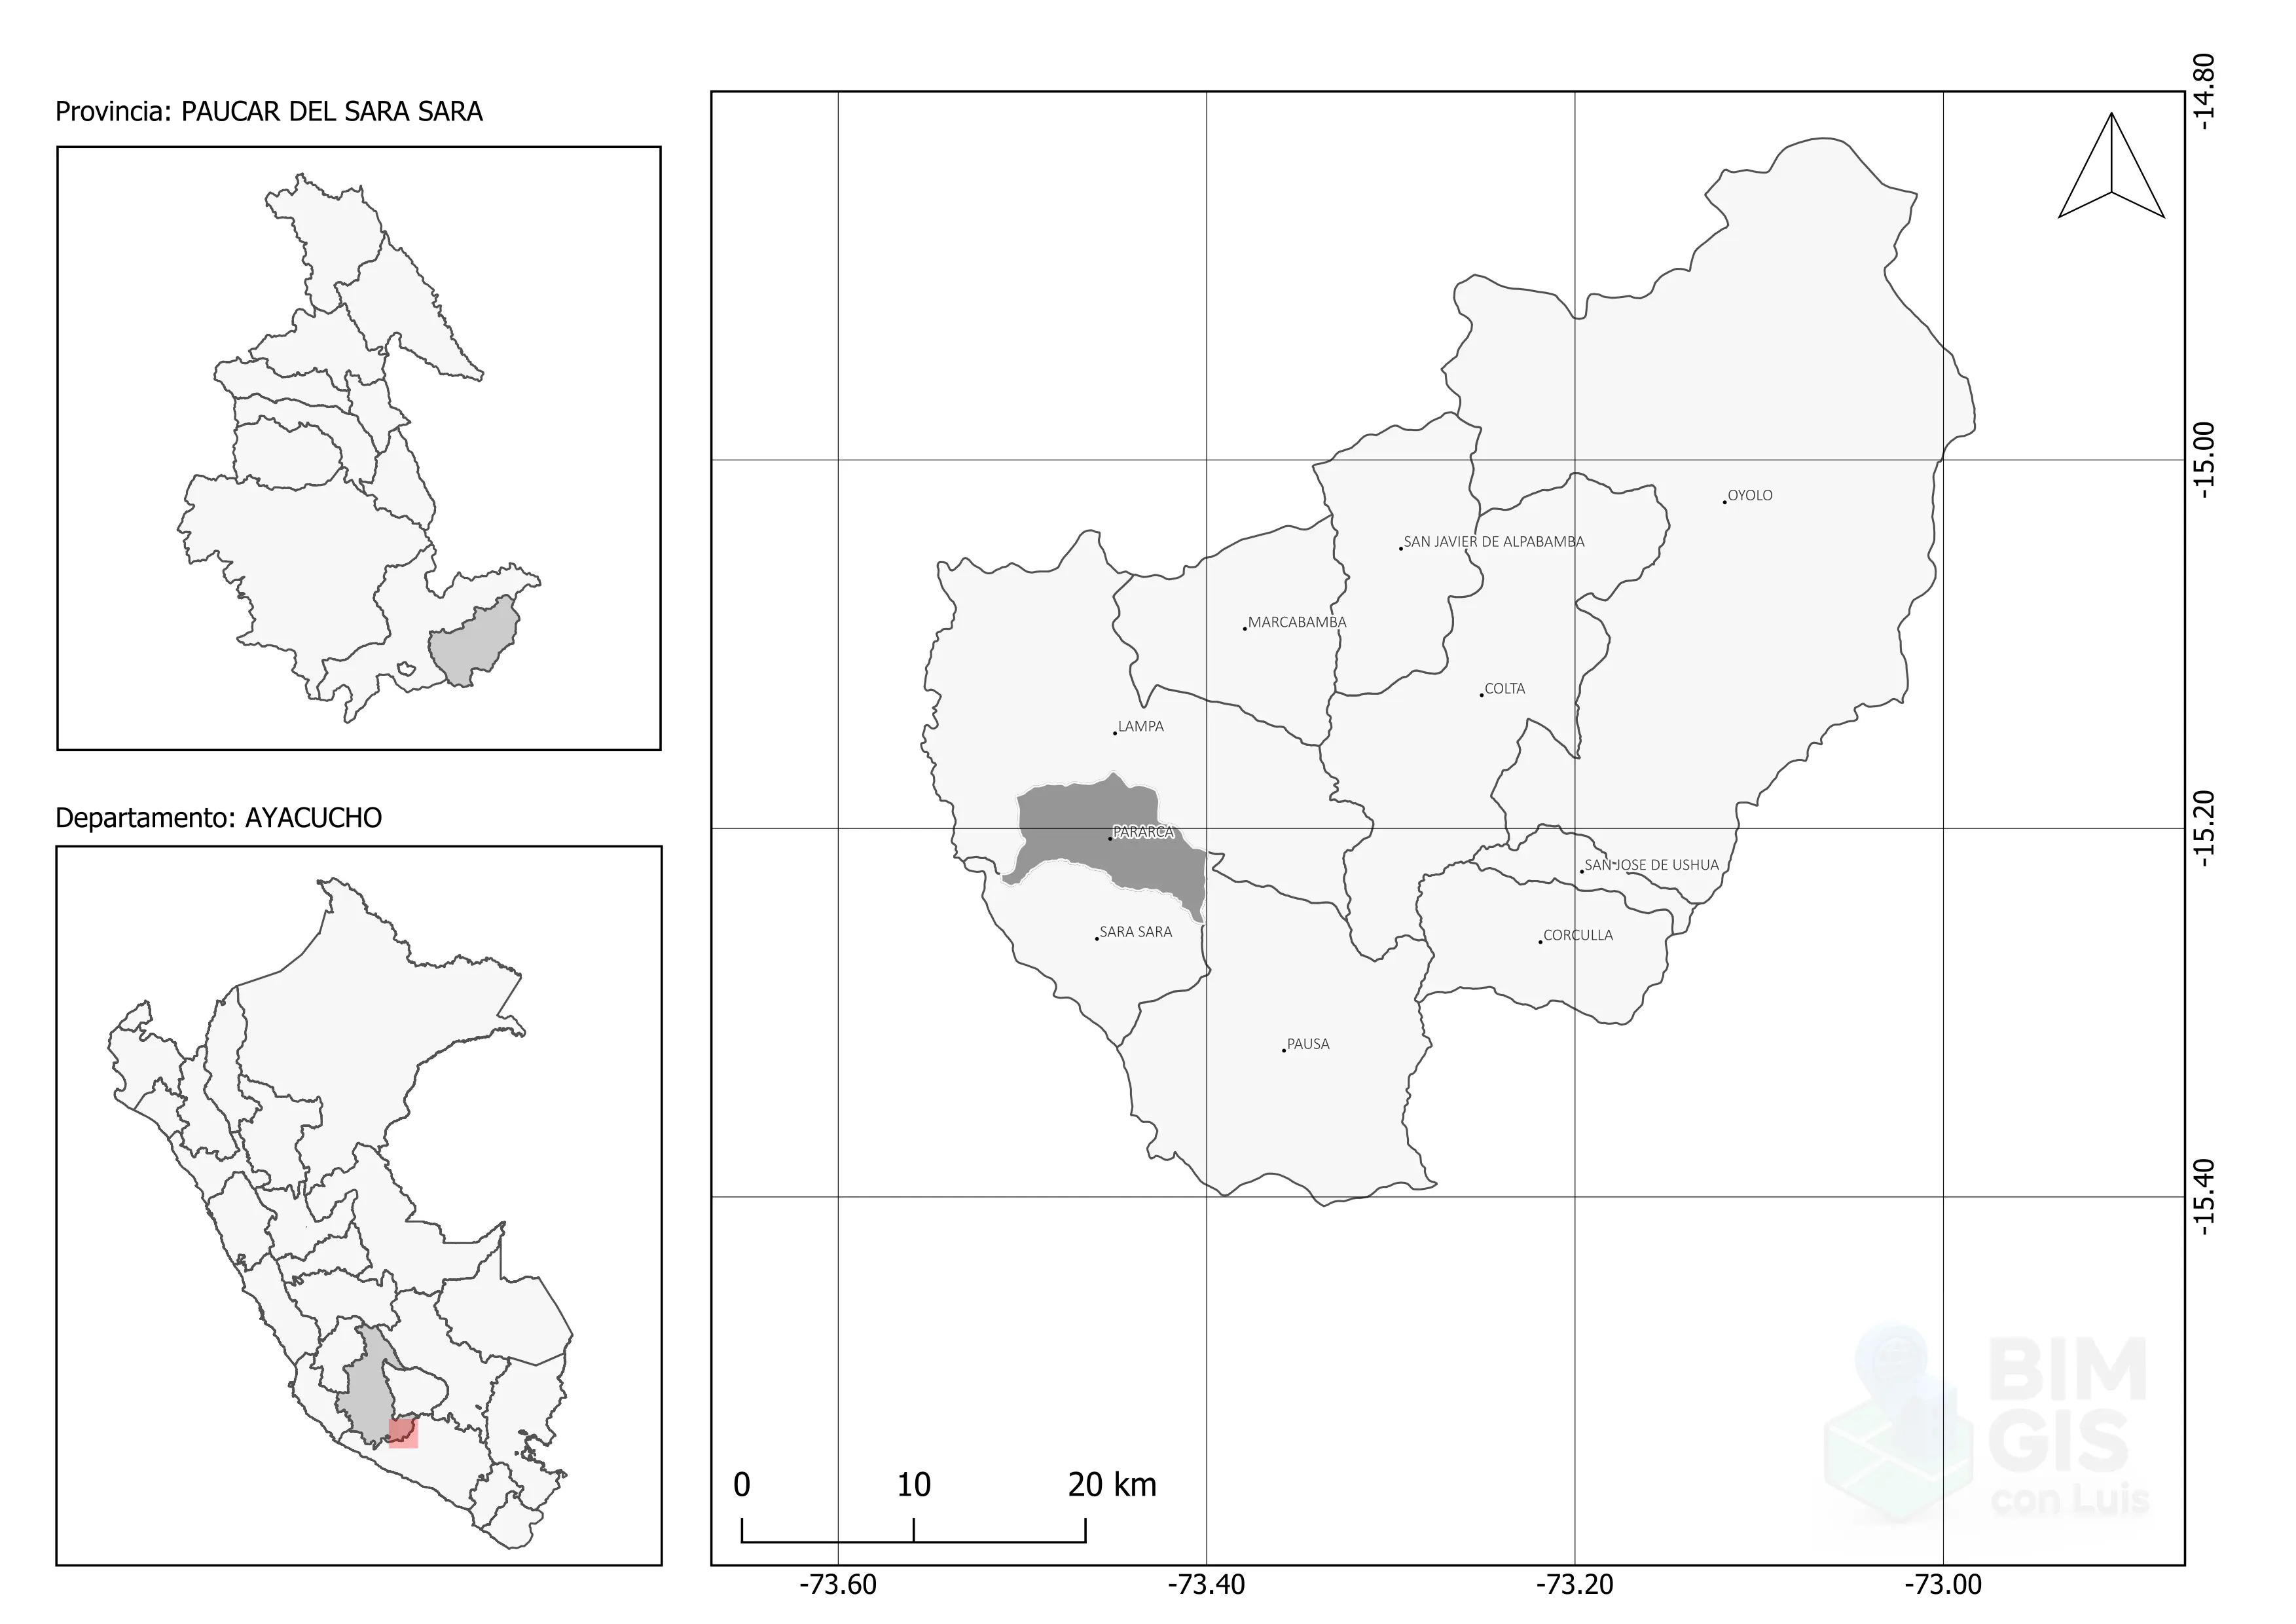 Provincia: PAUCAR DEL SARA SARA
Departamento: AYACUCHO
-14.80
-15.00
-15.20
-15.40
OYOLO
SAN JAVIER DE ALPABAMBA
MARCABAMBA
COLTA
LAMPA
PARARCA
SAN JOSE DE USHUA
SARA SARA
CORCULLA
PAUSA
BIM
GIS
con Luis
0 10 20 km
-73.60 -73.40 -73.20 -73.00